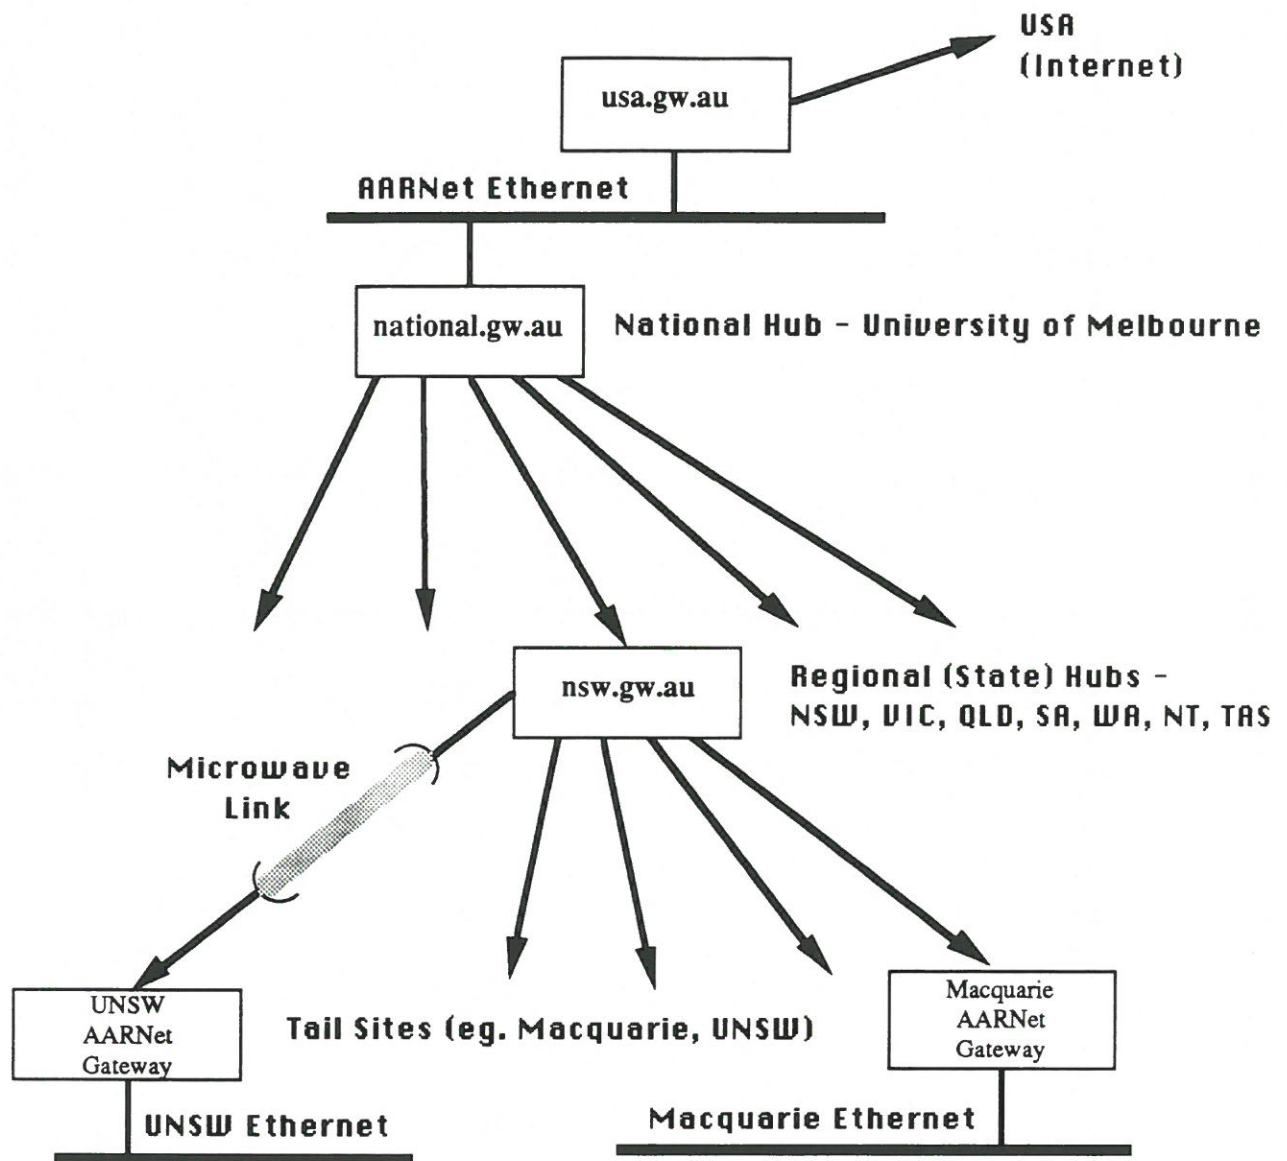 USA
(Internet)
usa.gw.au
AARNet Ethernet
national.gw.au
National Hub - University of Melbourne
nsw.gw.au
Regional (State) Hubs -
NSW, VIC, QLD, SA, WA, NT, TAS
Microwave
Link
UNSW
AARNet
Gateway
Tail Sites (eg. Macquarie, UNSW)
Macquarie
AARNet
Gateway
UNSW Ethernet
Macquarie Ethernet